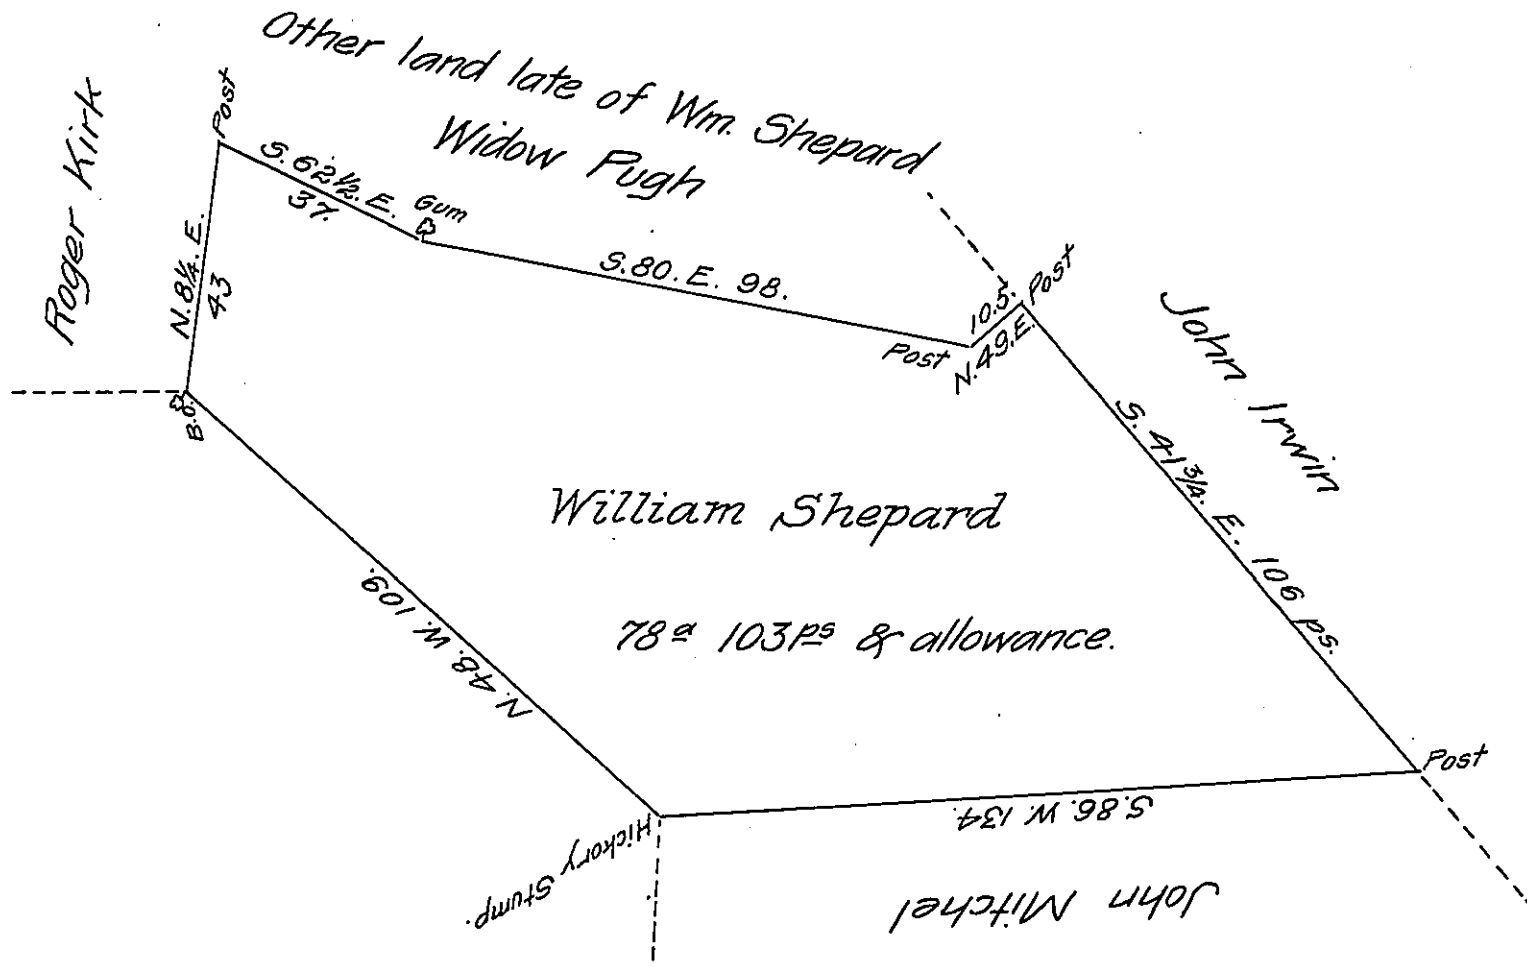 Other land late of Wm. Shepard
Widow Pugh
Roger Kirk
Post
S. 62½. E.
37.
Gum
S. 80. E. 98.
Post
10.5.
N. 49. E.
Post
John Irwin
S. 41¾. E. 106 ps.
Post
N. 8¼. E.
43
B.O.
William Shepard
78a 103ps & allowance.
N. 48. W. 109.
S. 86. W. 134.
Hickory Stump.
John Mitchel